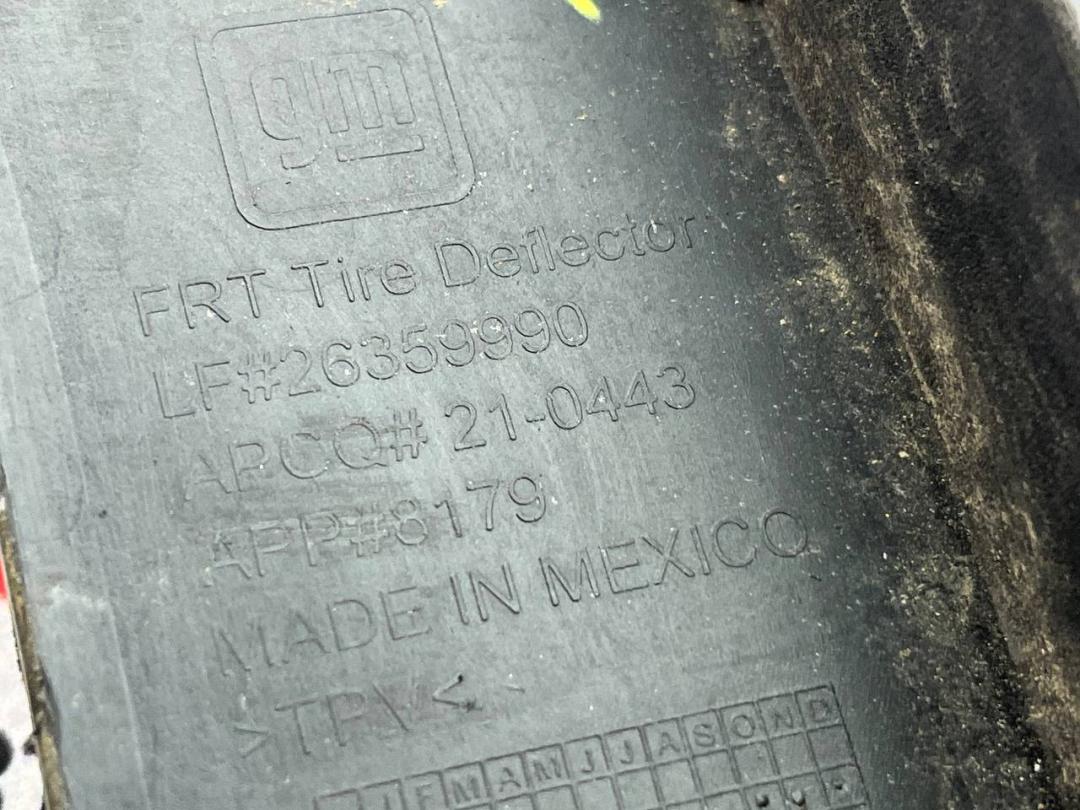 gm
FRT Tire Deflector
LF#26359990
APCQ# 21-0443
APP#8179
MADE IN MEXICO
>TPV<
J F M A M J J A S O N D